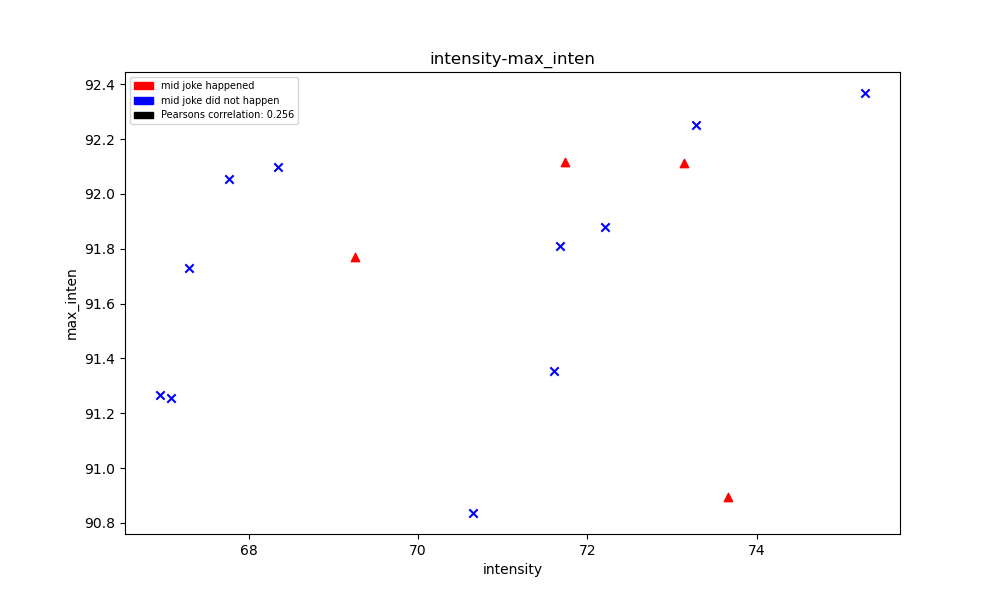 intensity-max_inten
mid joke happened
mid joke did not happen
Pearsons correlation: 0.256
92.4
92.2
92.0
91.8
91.6
91.4
91.2
91.0
90.8
max_inten
68 70 72 74
intensity